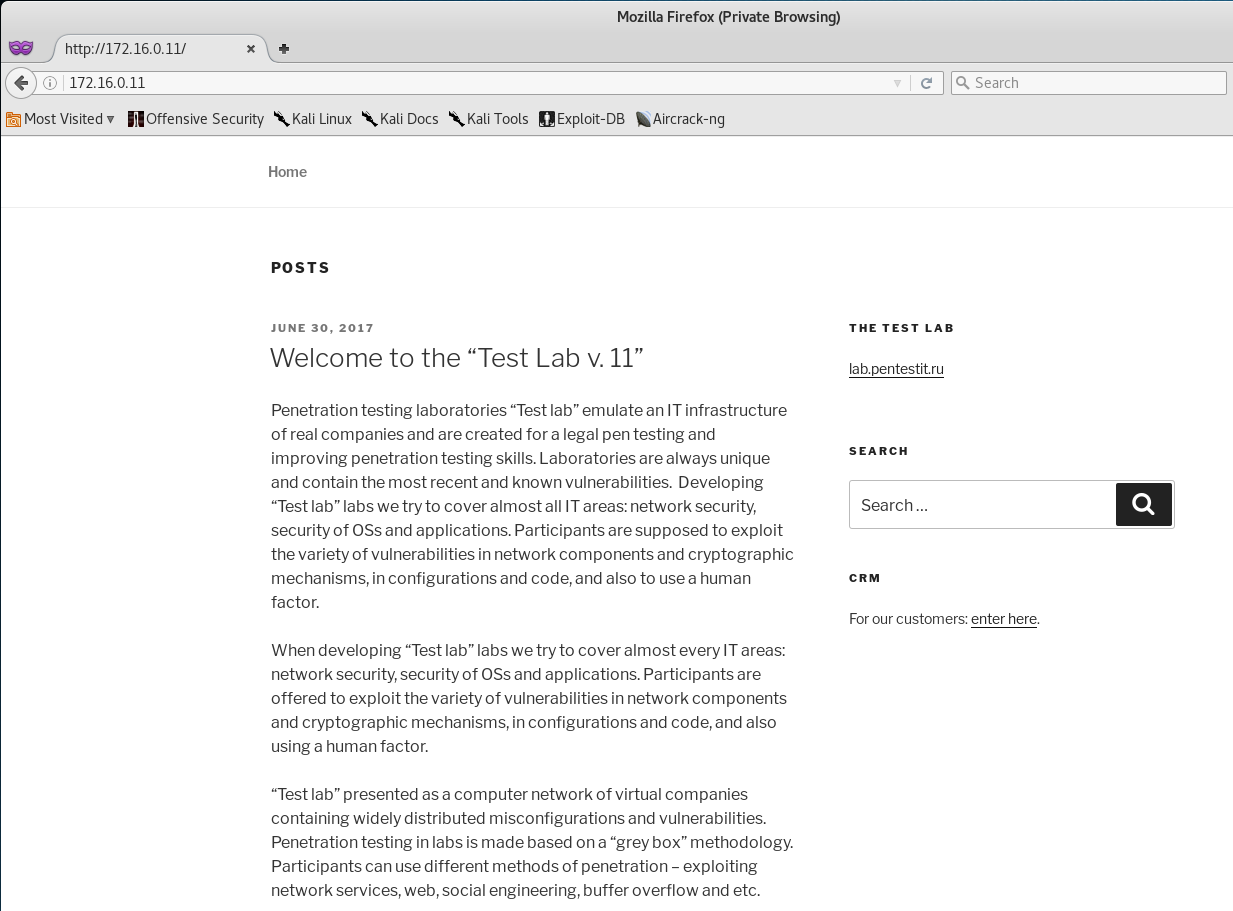 Mozilla Firefox (Private Browsing)
http://172.16.0.11/
172.16.0.11
Search
Most Visited
Offensive Security
Kali Linux
Kali Docs
Kali Tools
Exploit-DB
Aircrack-ng
Home
POSTS
JUNE 30, 2017
Welcome to the “Test Lab v. 11”
Penetration testing laboratories “Test lab” emulate an IT infrastructure
of real companies and are created for a legal pen testing and
improving penetration testing skills. Laboratories are always unique
and contain the most recent and known vulnerabilities.  Developing
“Test lab” labs we try to cover almost all IT areas: network security,
security of OSs and applications. Participants are supposed to exploit
the variety of vulnerabilities in network components and cryptographic
mechanisms, in configurations and code, and also to use a human
factor.
When developing “Test lab” labs we try to cover almost every IT areas:
network security, security of OSs and applications. Participants are
offered to exploit the variety of vulnerabilities in network components
and cryptographic mechanisms, in configurations and code, and also
using a human factor.
“Test lab” presented as a computer network of virtual companies
containing widely distributed misconfigurations and vulnerabilities.
Penetration testing in labs is made based on a “grey box” methodology.
Participants can use different methods of penetration – exploiting
network services, web, social engineering, buffer overflow and etc.
THE TEST LAB
lab.pentestit.ru
SEARCH
Search …
CRM
For our customers: enter here.